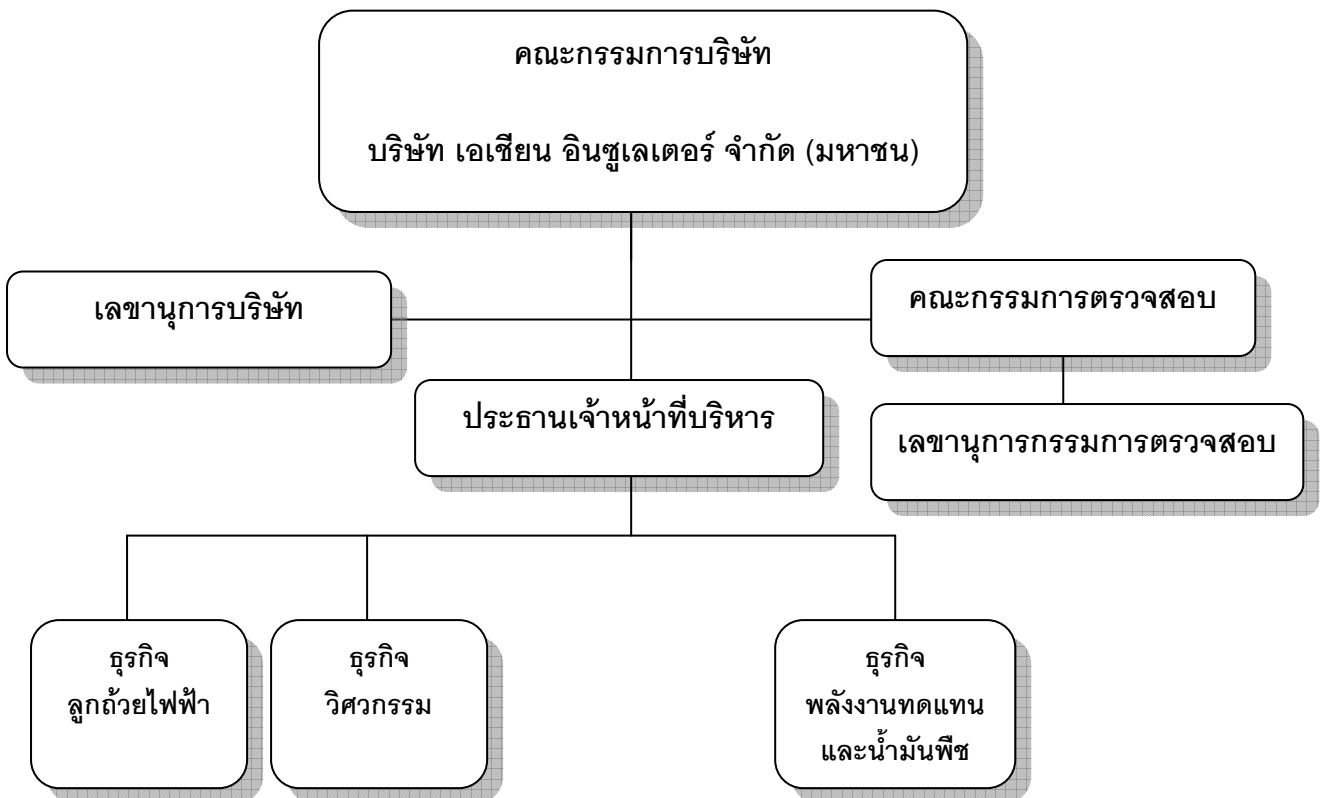 คณะกรรมการบริษัท
บริษัท เอเชียน อินซูเลเตอร์ จำกัด (มหาชน)
เลขานุการบริษัท
คณะกรรมการตรวจสอบ
ประธานเจ้าหน้าที่บริหาร
เลขานุการกรรมการตรวจสอบ
ธุรกิจ
ลูกถ้วยไฟฟ้า
ธุรกิจ
วิศวกรรม
ธุรกิจ
พลังงานทดแทน
และน้ำมันพืช